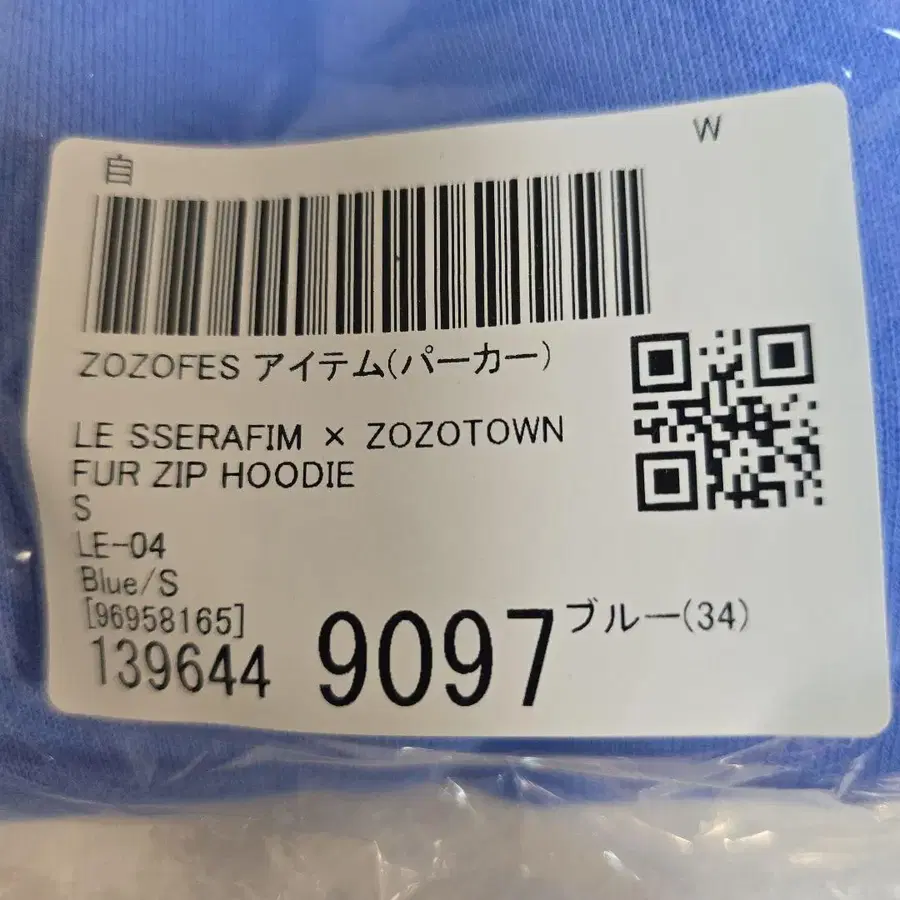 自
W
ZOZOFES アイテム(パーカー)
LE SSERAFIM × ZOZOTOWN
FUR ZIP HOODIE
S
LE-04
Blue/S
[96958165]
139644 9097 ブルー(34)